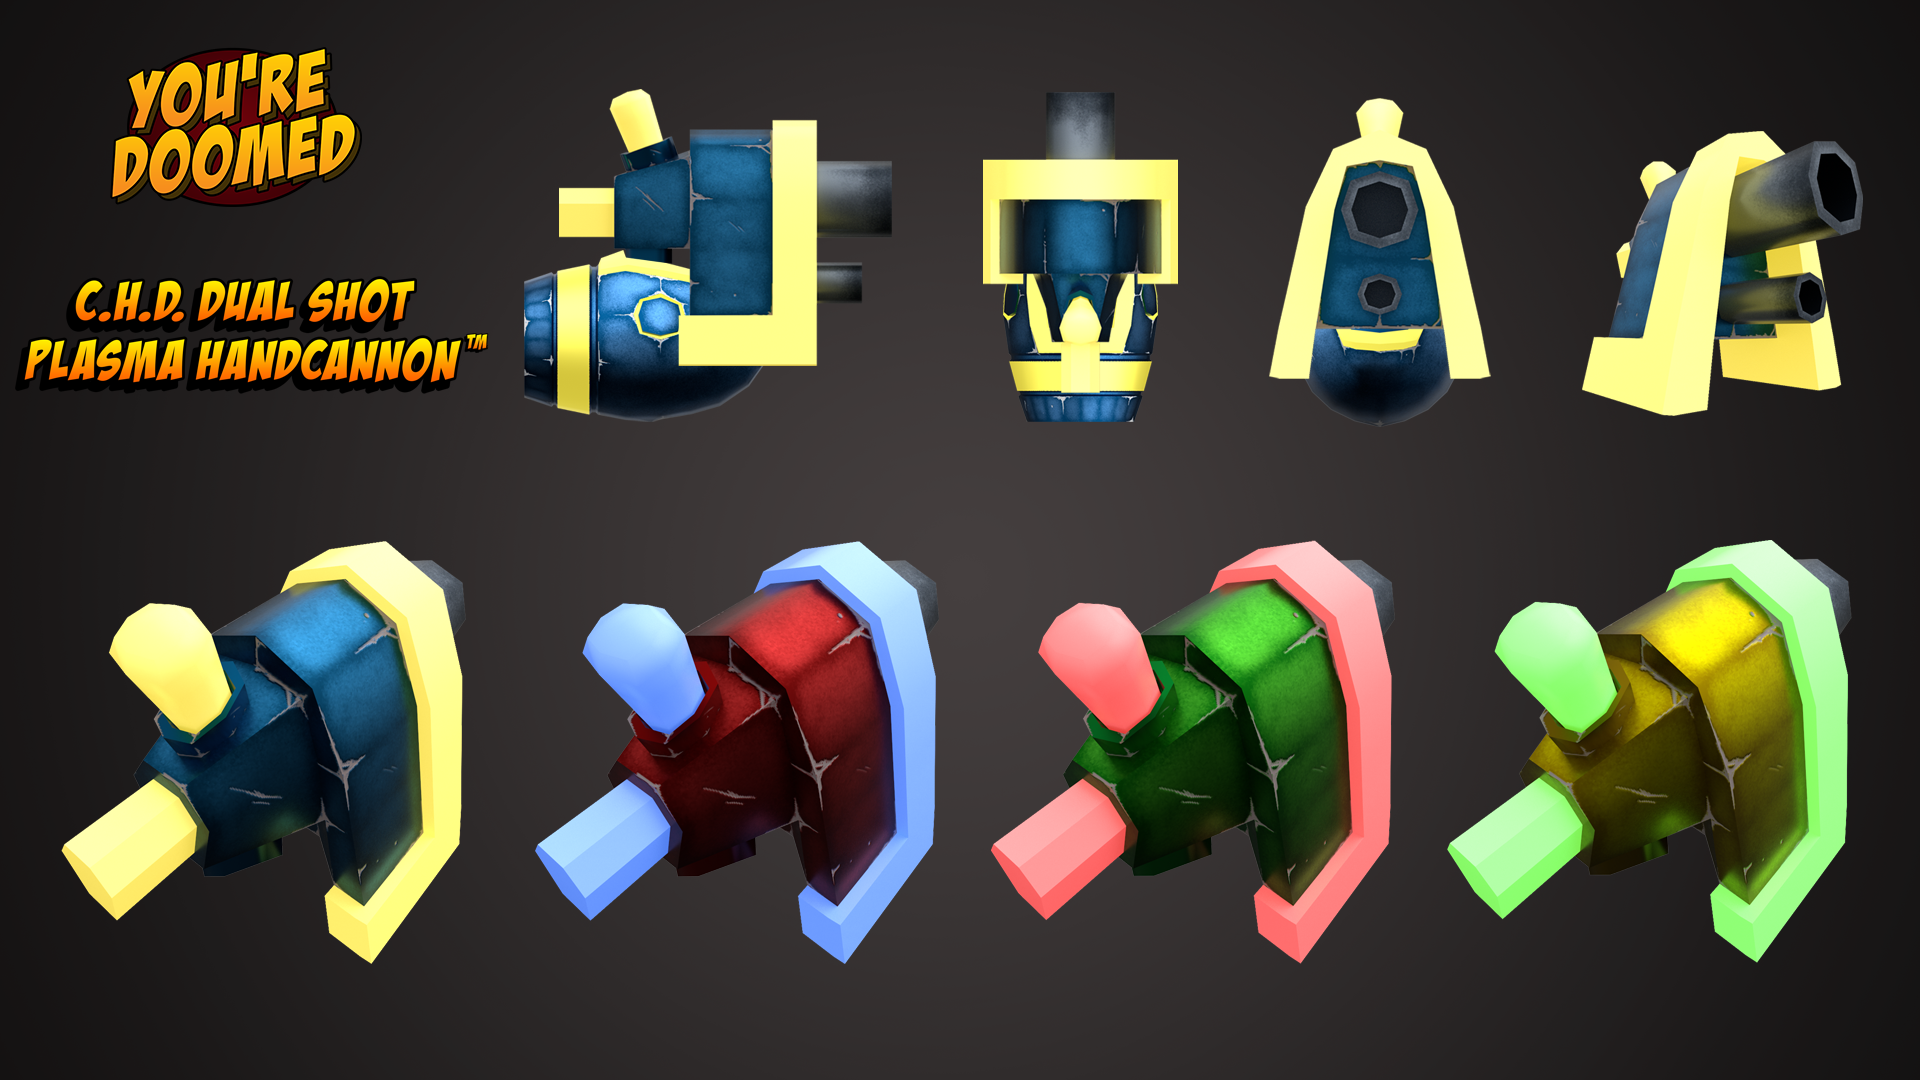 YOU'RE
DOOMED
C.H.D. DUAL SHOT
PLASMA HANDCANNON™